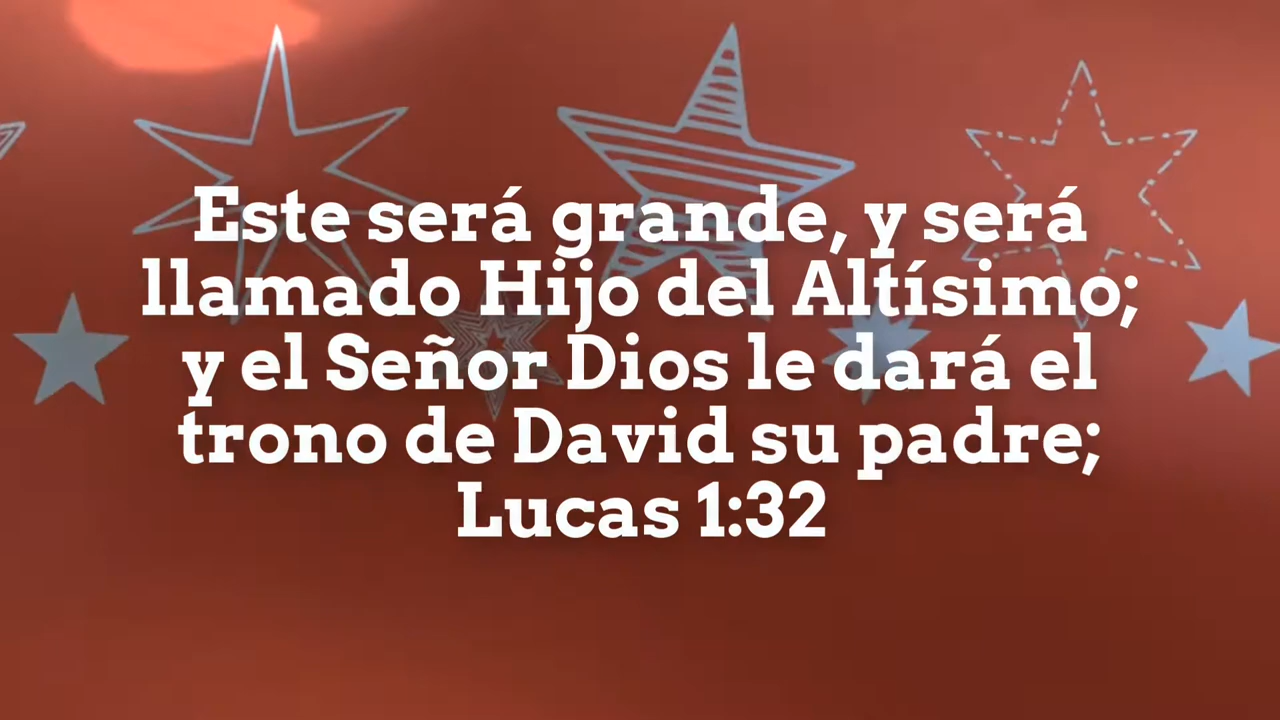 Este será grande, y será
llamado Hijo del Altísimo;
y el Señor Dios le dará el
trono de David su padre;
Lucas 1:32